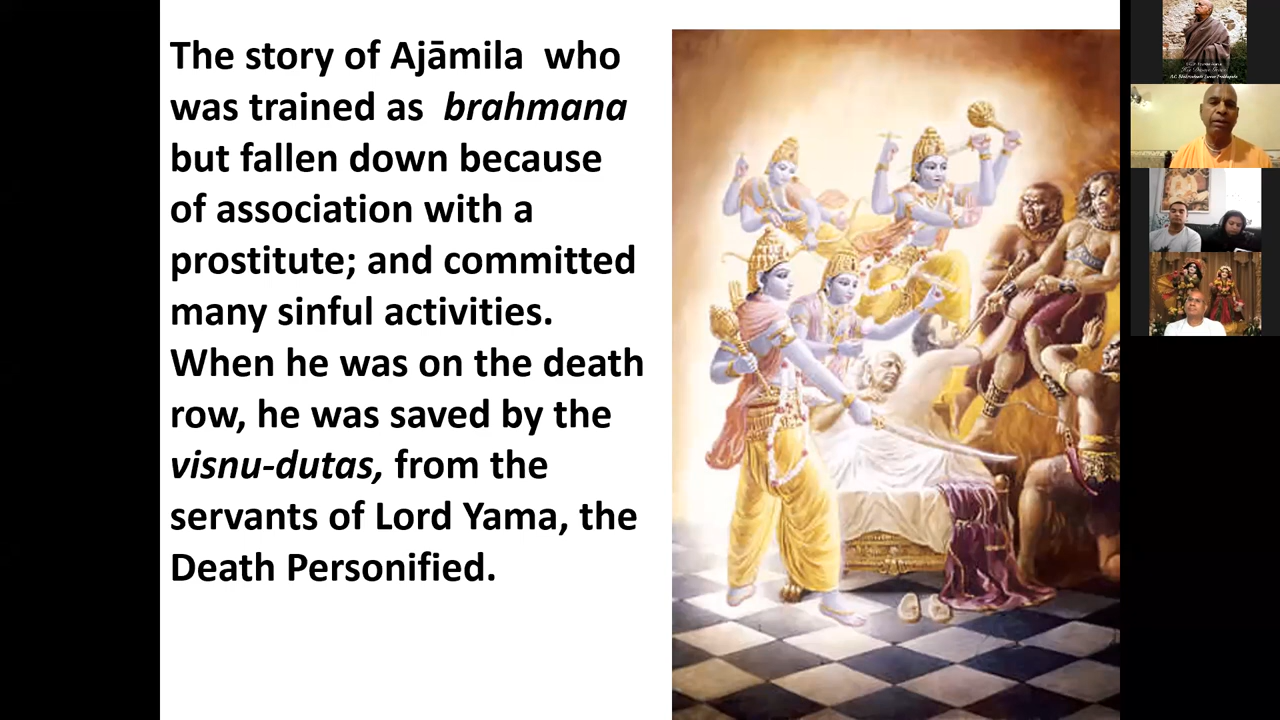 The story of Ajāmila who
was trained as brahmana
but fallen down because
of association with a
prostitute; and committed
many sinful activities.
When he was on the death
row, he was saved by the
visnu-dutas, from the
servants of Lord Yama, the
Death Personified.